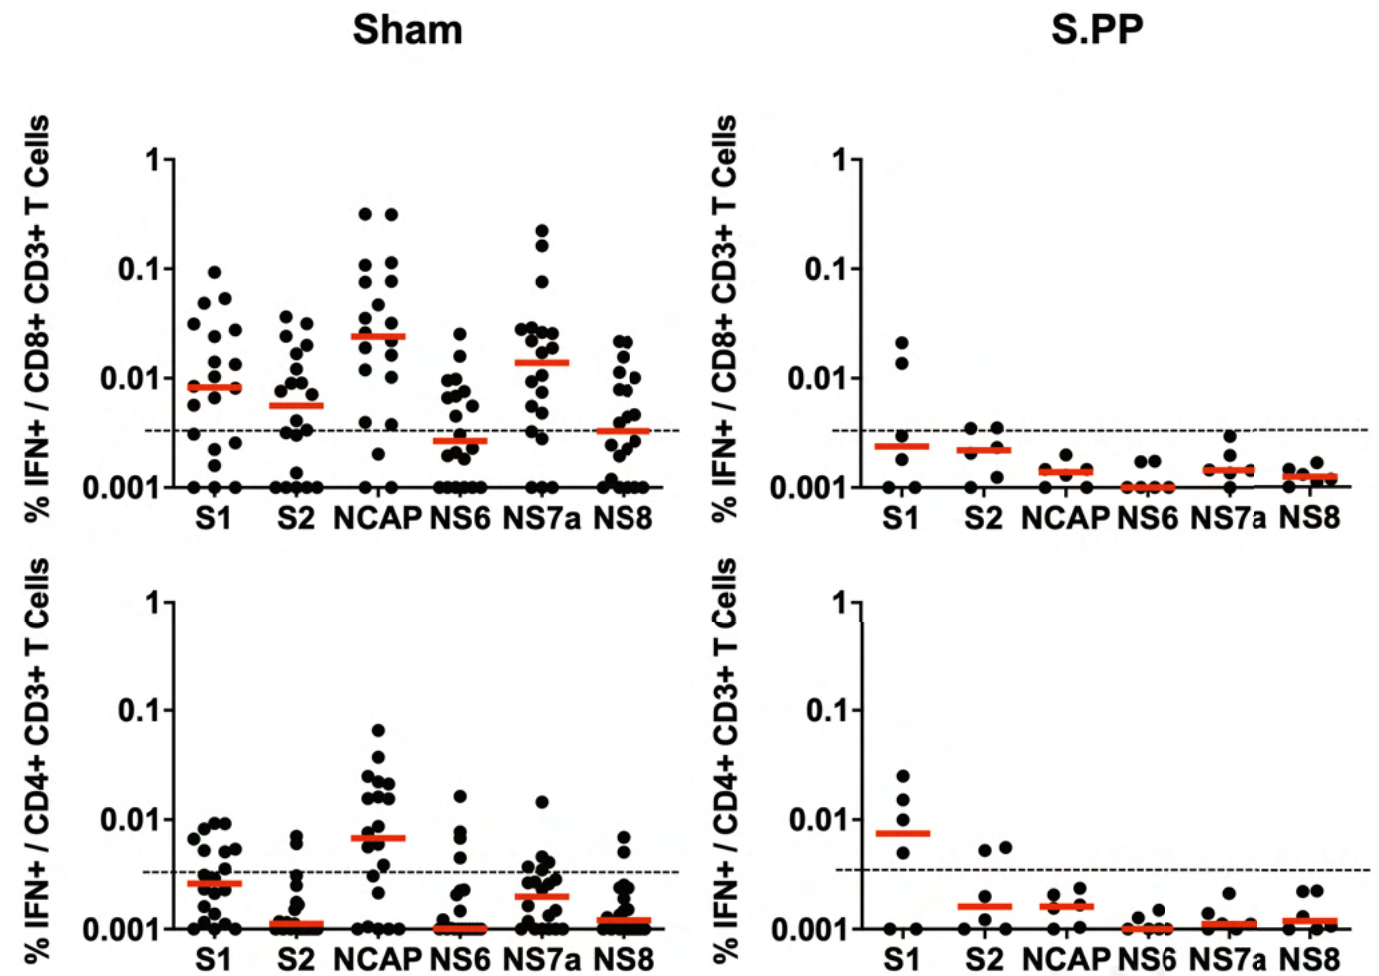 Sham
S.PP
% IFN+ / CD8+ CD3+ T Cells
1
0.1
0.01
0.001
S1 S2 NCAP NS6 NS7a NS8
% IFN+ / CD8+ CD3+ T Cells
1
0.1
0.01
0.001
S1 S2 NCAP NS6 NS7a NS8
% IFN+ / CD4+ CD3+ T Cells
1
0.1
0.01
0.001
S1 S2 NCAP NS6 NS7a NS8
% IFN+ / CD4+ CD3+ T Cells
1
0.1
0.01
0.001
S1 S2 NCAP NS6 NS7a NS8